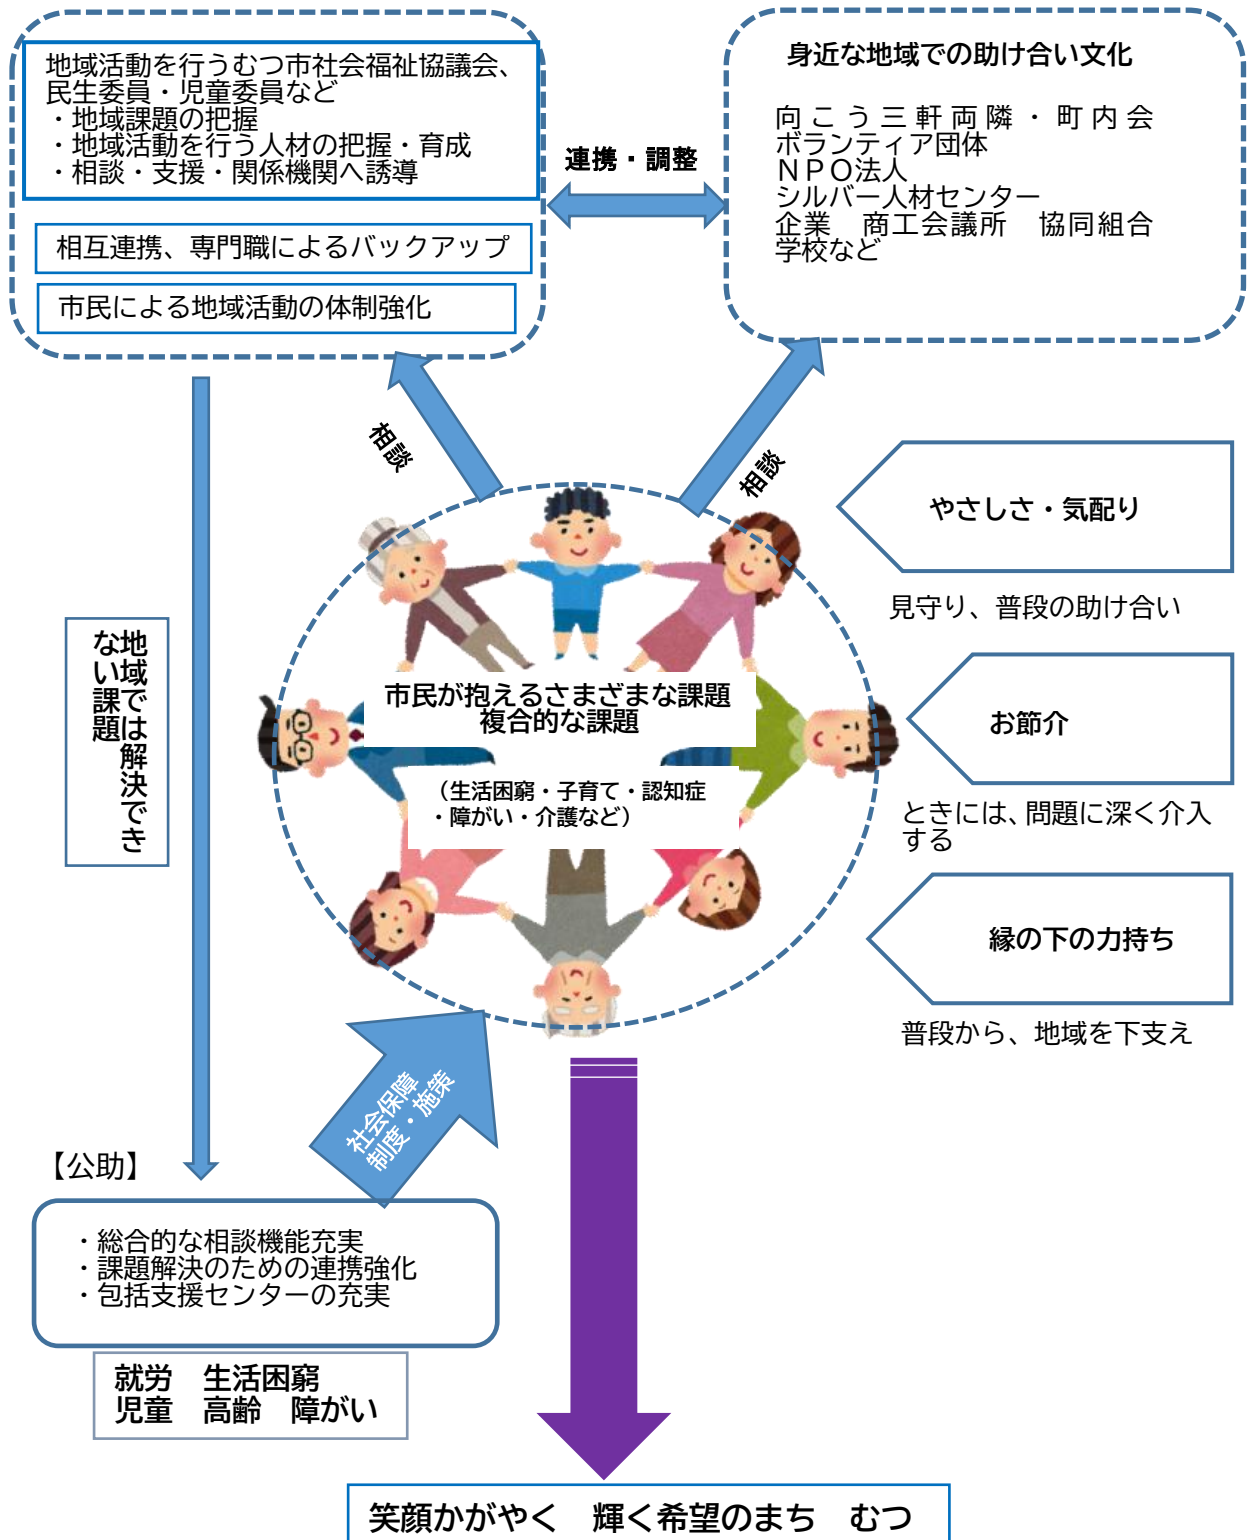 地域活動を行うむつ市社会福祉協議会、
民生委員・児童委員など
・地域課題の把握
・地域活動を行う人材の把握・育成
・相談・支援・関係機関へ誘導
相互連携、専門職によるバックアップ
市民による地域活動の体制強化
連携・調整
身近な地域での助け合い文化
向こう三軒両隣・町内会
ボランティア団体
ＮＰＯ法人
シルバー人材センター
企業　商工会議所　協同組合
学校など
相談
相談
やさしさ・気配り
見守り、普段の助け合い
お節介
ときには、問題に深く介入
する
縁の下の力持ち
普段から、地域を下支え
地域では解決でき
ない課題
市民が抱えるさまざまな課題
複合的な課題
（生活困窮・子育て・認知症
・障がい・介護など）
社会保障
制度・施策
【公助】
・総合的な相談機能充実
・課題解決のための連携強化
・包括支援センターの充実
就労　生活困窮
児童　高齢　障がい
笑顔かがやく　輝く希望のまち　むつ